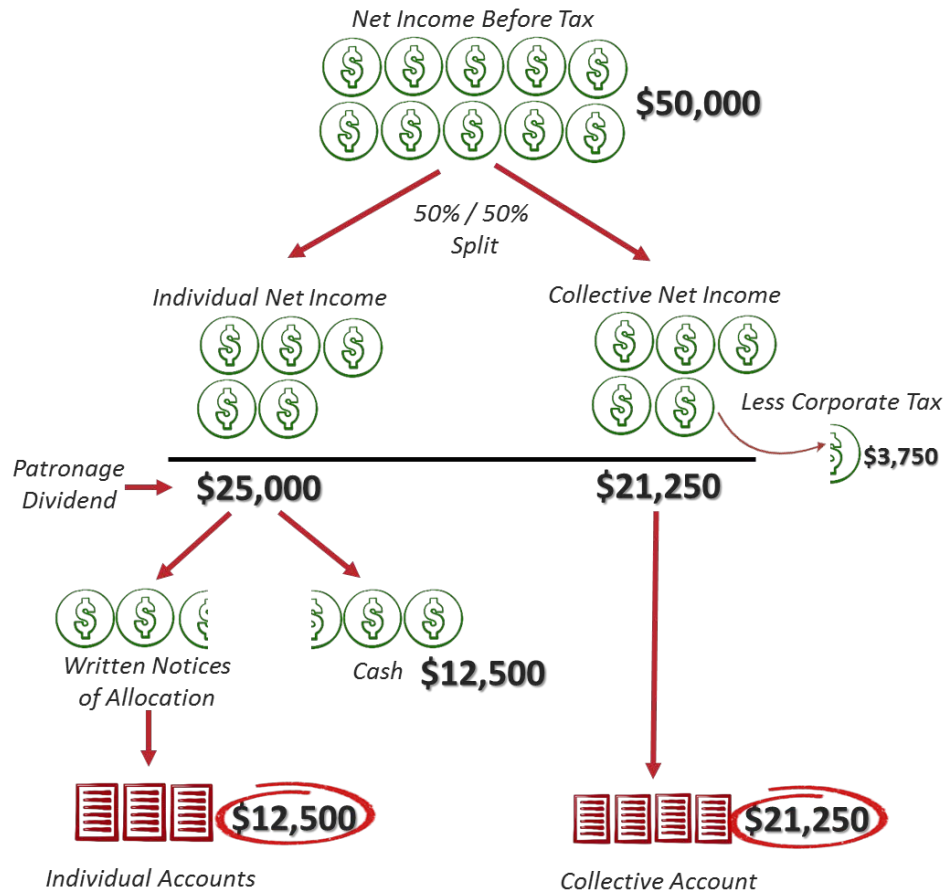 Net Income Before Tax
$50,000
50% / 50%
Split
Individual Net Income
Collective Net Income
Less Corporate Tax
$3,750
Patronage
Dividend
$25,000
$21,250
Written Notices
of Allocation
Cash
$12,500
$12,500
$21,250
Individual Accounts
Collective Account